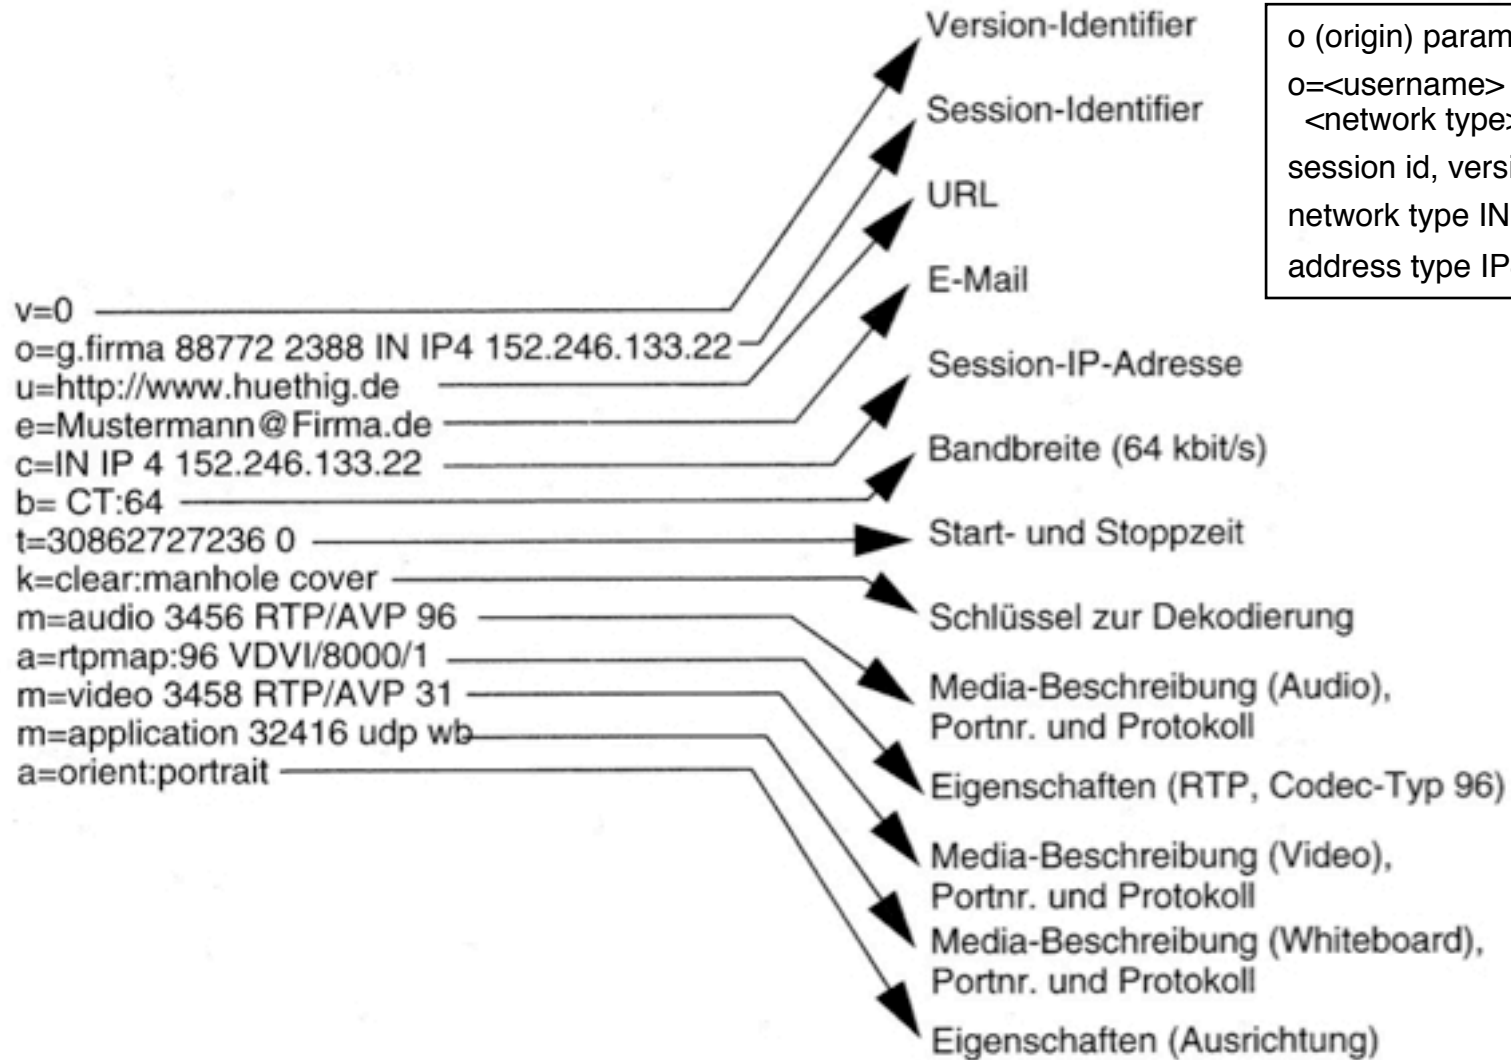 v=0
o=g.firma 88772 2388 IN IP4 152.246.133.22
u=http://www.huethig.de
e=Mustermann@Firma.de
c=IN IP 4 152.246.133.22
b= CT:64
t=30862727236 0
k=clear:manhole cover
m=audio 3456 RTP/AVP 96
a=rtpmap:96 VDVI/8000/1
m=video 3458 RTP/AVP 31
m=application 32416 udp wb
a=orient:portrait
Version-Identifier
Session-Identifier
URL
E-Mail
Session-IP-Adresse
Bandbreite (64 kbit/s)
Start- und Stoppzeit
Schlüssel zur Dekodierung
Media-Beschreibung (Audio),
Portnr. und Protokoll
Eigenschaften (RTP, Codec-Typ 96)
Media-Beschreibung (Video),
Portnr. und Protokoll
Media-Beschreibung (Whiteboard),
Portnr. und Protokoll
Eigenschaften (Ausrichtung)
o (origin)
o=<username>
<network type>
session id,
network type IN
address type